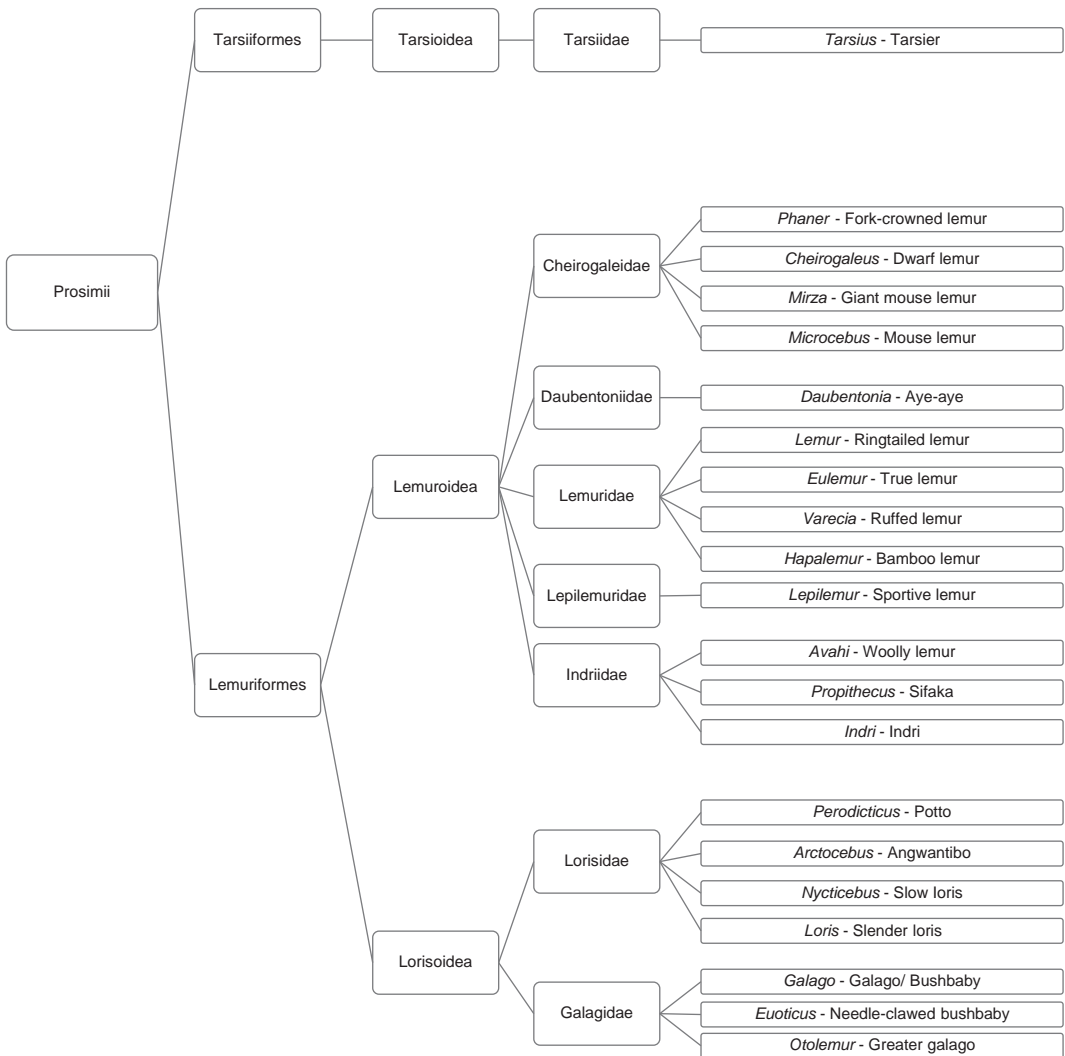 Prosimii
Tarsiiformes
Tarsioidea
Tarsiidae
Tarsius - Tarsier
Lemuriformes
Lemuroidea
Cheirogaleidae
Phaner - Fork-crowned lemur
Cheirogaleus - Dwarf lemur
Mirza - Giant mouse lemur
Microcebus - Mouse lemur
Daubentoniidae
Daubentonia - Aye-aye
Lemuridae
Lemur - Ringtailed lemur
Eulemur - True lemur
Varecia - Ruffed lemur
Hapalemur - Bamboo lemur
Lepilemuridae
Lepilemur - Sportive lemur
Indriidae
Avahi - Woolly lemur
Propithecus - Sifaka
Indri - Indri
Lorisoidea
Lorisidae
Perodicticus - Potto
Arctocebus - Angwantibo
Nycticebus - Slow loris
Loris - Slender loris
Galagidae
Galago - Galago/ Bushbaby
Euoticus - Needle-clawed bushbaby
Otolemur - Greater galago